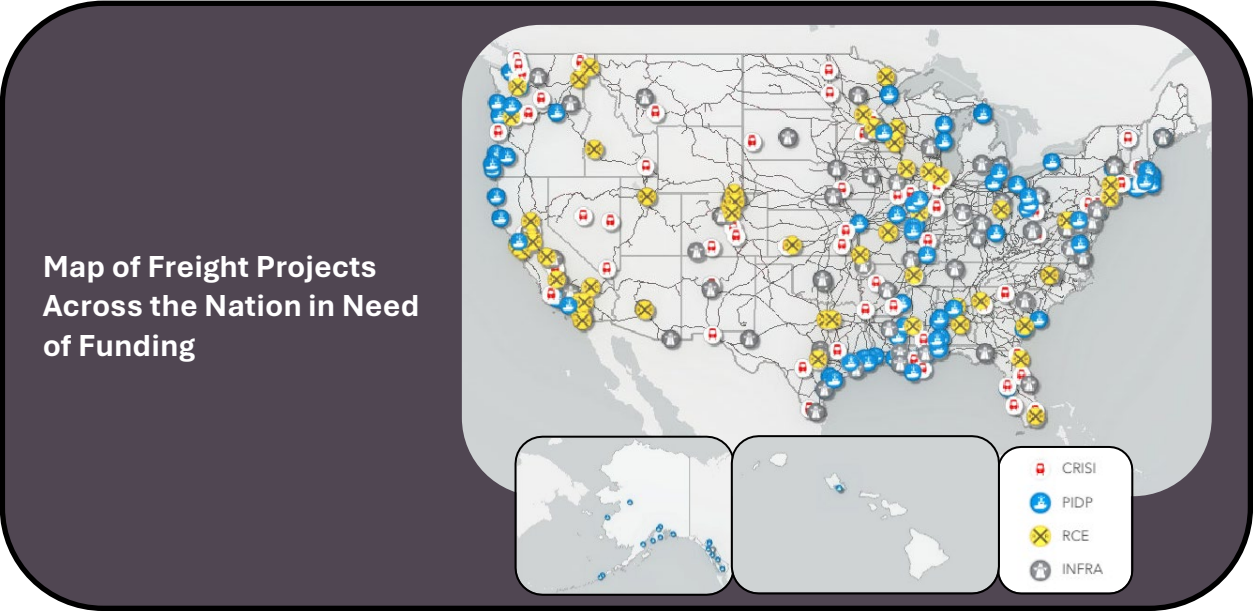 Map of Freight Projects
Across the Nation in Need
of Funding
CRISI
PIDP
RCE
INFRA